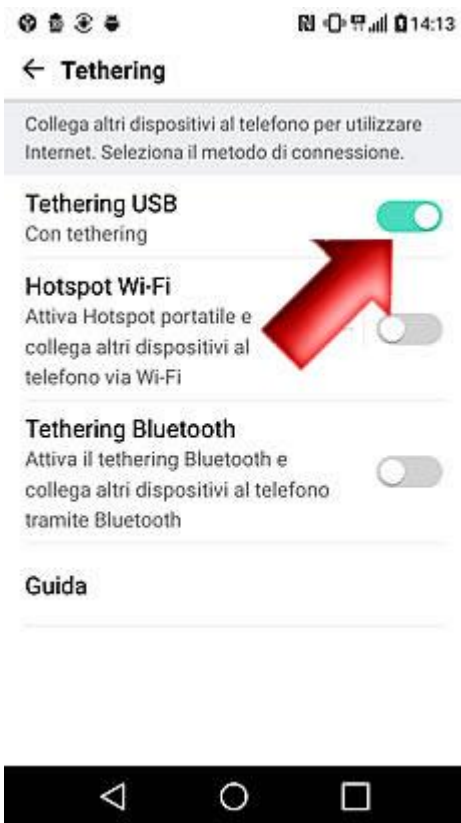 14:13
Tethering
Collega altri dispositivi al telefono per utilizzare
Internet. Seleziona il metodo di connessione.
Tethering USB
Con tethering
Hotspot Wi-Fi
Attiva Hotspot portatile e
collega altri dispositivi al
telefono via Wi-Fi
Tethering Bluetooth
Attiva il tethering Bluetooth e
collega altri dispositivi al telefono
tramite Bluetooth
Guida